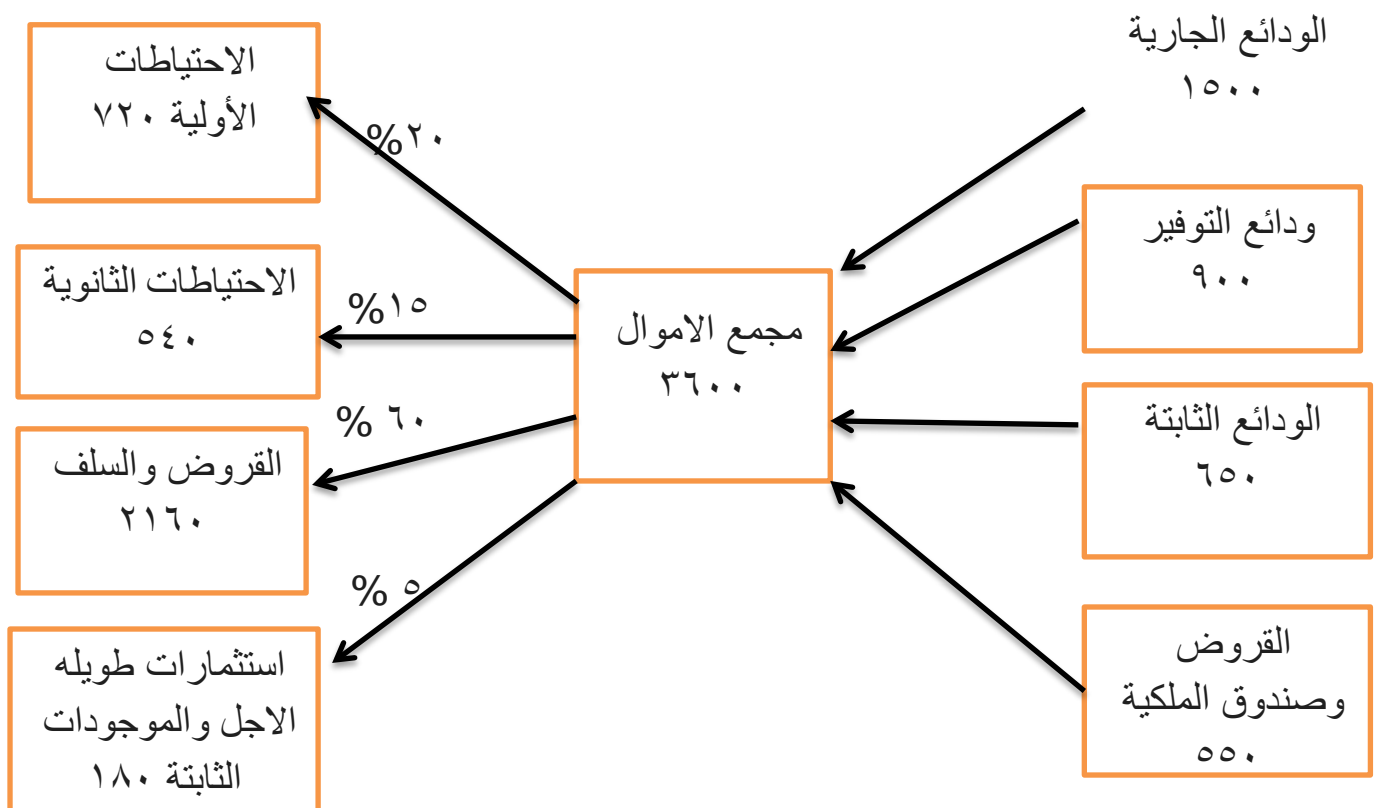 الودائع الجارية
١٥٠٠
ودائع التوفير
٩٠٠
الودائع الثابتة
٦٥٠
القروض
وصندوق الملكية
٥٥٠
مجمع الاموال
٣٦٠٠
%٢٠
%١٥
% ٦٠
% ٥
الاحتياطات
الأولية ٧٢٠
الاحتياطات الثانوية
٥٤٠
القروض والسلف
٢١٦٠
استثمارات طويله
الاجل والموجودات
الثابتة ١٨٠